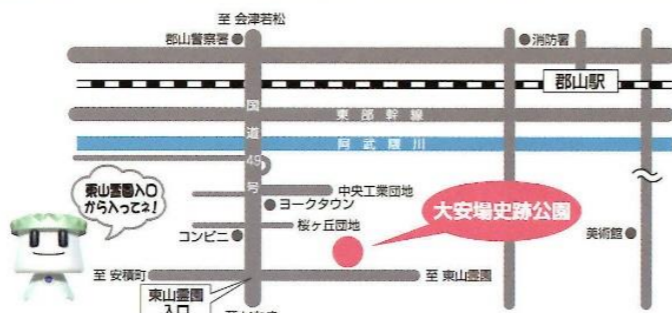 至 会津若松
郡山警察署
消防署
郡山駅
国道49号
東部幹線
阿武隈川
東山霊園入口
から入ってネ!
中央工業団地
ヨークタウン
大安場史跡公園
コンビニ
桜ヶ丘団地
美術館
至 安積町
至 東山霊園
東山霊園
入口